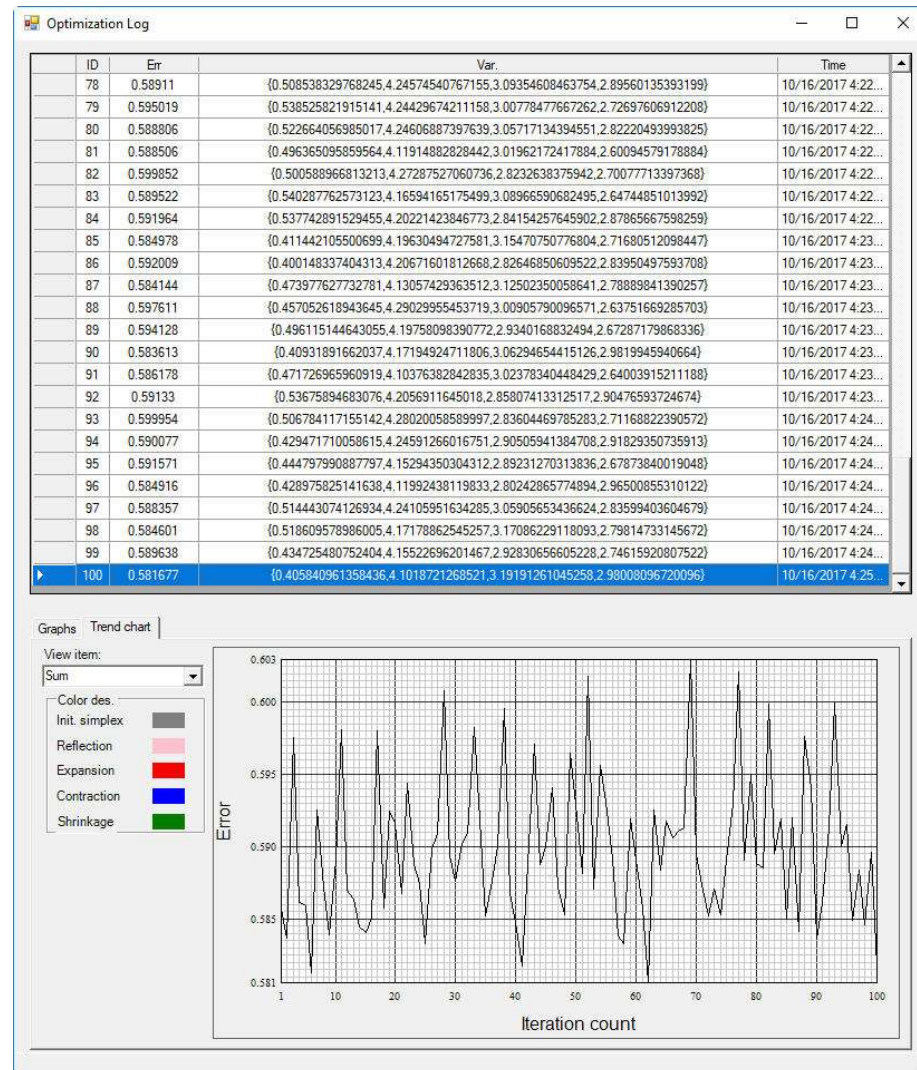 Optimization Log
ID Err Var. Time
78 0.58911 {0.508538329768245,4.24574540767155,3.09354608463754,2.89560135393199} 10/16/2017 4:22...
79 0.595019 {0.538525821915141,4.24429674211158,3.00778477667262,2.72697606912208} 10/16/2017 4:22...
80 0.588806 {0.522664056985017,4.24606887397639,3.05717134394551,2.82220493993825} 10/16/2017 4:22...
81 0.588506 {0.496365095859564,4.11914882828442,3.01962172417884,2.60094579178884} 10/16/2017 4:22...
82 0.599852 {0.500588966813213,4.27287527060736,2.8232638375942,2.70077713397368} 10/16/2017 4:22...
83 0.589522 {0.540287762573123,4.16594165175499,3.08966590682495,2.64744851013992} 10/16/2017 4:22...
84 0.591964 {0.537742891529455,4.20221423846773,2.84154257645902,2.87865667598259} 10/16/2017 4:22...
85 0.584978 {0.411442105500699,4.19630494727581,3.15470750776804,2.71680512098447} 10/16/2017 4:23...
86 0.592009 {0.400148337404313,4.20671601812668,2.82646850609522,2.83950497593708} 10/16/2017 4:23...
87 0.584144 {0.473977627732781,4.13057429363512,3.12502350058641,2.78889841390257} 10/16/2017 4:23...
88 0.597611 {0.457052618943645,4.29029955453719,3.00905790096571,2.63751669285703} 10/16/2017 4:23...
89 0.594128 {0.496115144643055,4.19758098390772,2.9340168832494,2.67287179868336} 10/16/2017 4:23...
90 0.583613 {0.40931891662037,4.17194924711806,3.06294654415126,2.9819945940664} 10/16/2017 4:23...
91 0.586178 {0.471726965960919,4.10376382842835,3.02378340448429,2.64003915211188} 10/16/2017 4:23...
92 0.59133 {0.53675894683076,4.2056911645018,2.85807413312517,2.90476593724674} 10/16/2017 4:23...
93 0.599954 {0.506784117155142,4.28020058589997,2.83604469785283,2.71168822390572} 10/16/2017 4:24...
94 0.590077 {0.429471710058615,4.24591266016751,2.90505941384708,2.91829350735913} 10/16/2017 4:24...
95 0.591571 {0.444797990887797,4.15294350304312,2.89231270313836,2.67873840019048} 10/16/2017 4:24...
96 0.584916 {0.428975825141638,4.11992438119833,2.80242865774894,2.96500855310122} 10/16/2017 4:24...
97 0.588357 {0.514443074126934,4.24105951634285,3.05905653436624,2.83599403604679} 10/16/2017 4:24...
98 0.584601 {0.518609578986005,4.17178862545257,3.17086229118093,2.79814733145672} 10/16/2017 4:24...
99 0.589638 {0.434725480752404,4.15522696201467,2.92830656605228,2.74615920807522} 10/16/2017 4:24...
100 0.581677 {0.405840961358436,4.1018721268521,3.19191261045258,2.98008096720096} 10/16/2017 4:25...
Graphs Trend chart
View item:
Sum
Color des.
Init. simplex
Reflection
Expansion
Contraction
Shrinkage
Error
0.603
0.600
0.595
0.590
0.585
0.581
1 10 20 30 40 50 60 70 80 90 100
Iteration count